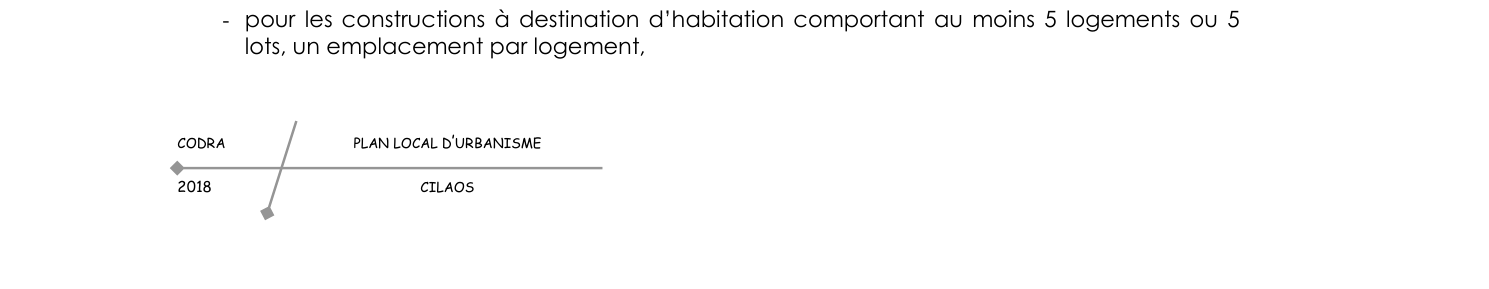 - pour les constructions à destination d'habitation comportant au moins 5 logements ou 5
lots, un emplacement par logement,
CODRA
PLAN LOCAL D'URBANISME
2018
CILAOS